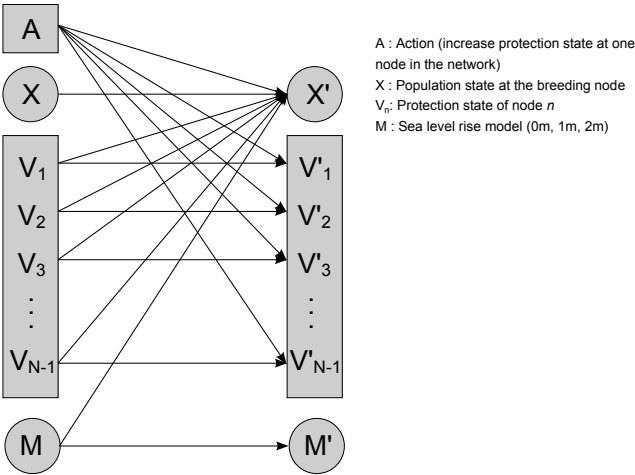 A
X X'
V1 V'1
V2 V'2
V3 V'3
⋮ ⋮
VN-1 V'N-1
M M'
A : Action (increase protection state at one
node in the network)
X : Population state at the breeding node
Vn: Protection state of node n
M : Sea level rise model (0m, 1m, 2m)